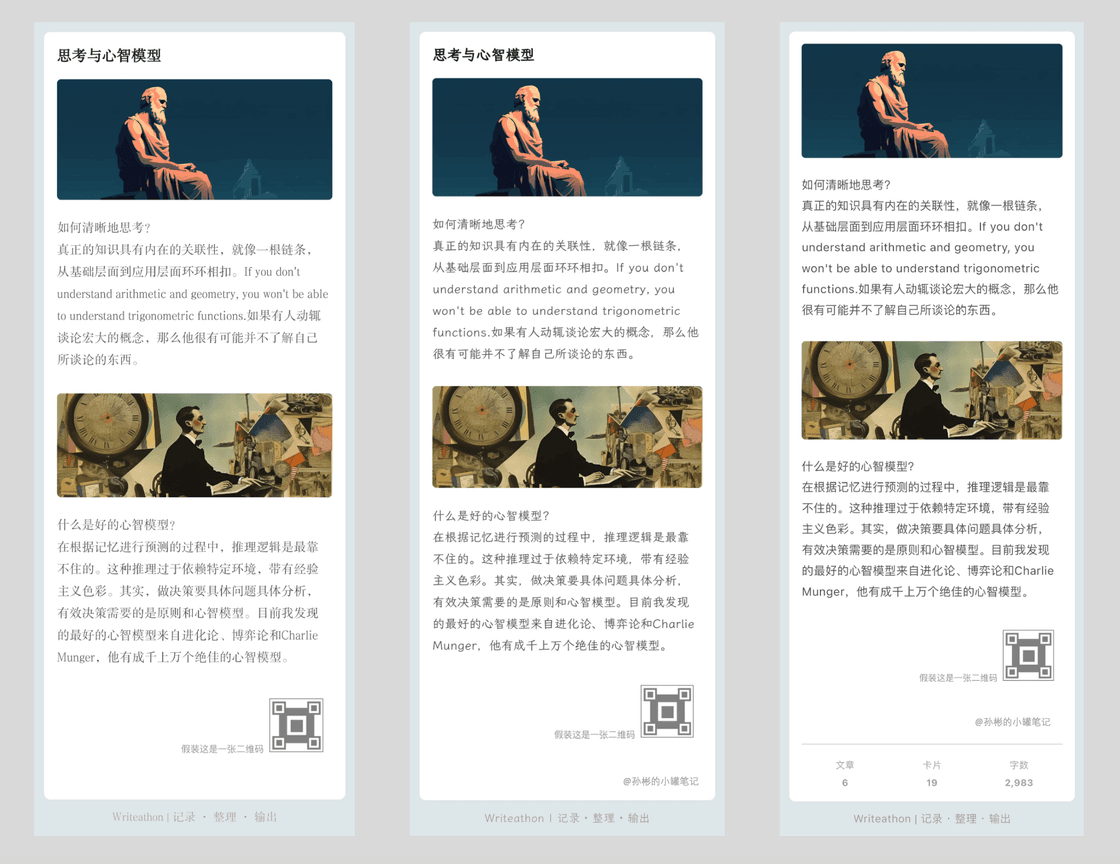 思考与心智模型
如何清晰地思考?
真正的知识具有内在的关联性，就像一根链条，
从基础层面到应用层面环环相扣。If you don't
understand arithmetic and geometry, you won't be able
to understand trigonometric functions.如果有人动辄
谈论宏大的概念，那么他很有可能并不了解自己
所谈论的东西。
什么是好的心智模型?
在根据记忆进行预测的过程中，推理逻辑是最靠
不住的。这种推理过于依赖特定环境，带有经验
主义色彩。其实，做决策要具体问题具体分析，
有效决策需要的是原则和心智模型。目前我发现
的最好的心智模型来自进化论、博弈论和Charlie
Munger，他有成千上万个绝佳的心智模型。
假装这是一张二维码
Writeathon | 记录 · 整理 · 输出
思考与心智模型
如何清晰地思考?
真正的知识具有内在的关联性，就像一根链条，
从基础层面到应用层面环环相扣。If you don't
understand arithmetic and geometry, you
won't be able to understand trigonometric
functions.如果有人动辄谈论宏大的概念，那么他
很有可能并不了解自己所谈论的东西。
什么是好的心智模型?
在根据记忆进行预测的过程中，推理逻辑是最靠
不住的。这种推理过于依赖特定环境，带有经验
主义色彩。其实，做决策要具体问题具体分析，
有效决策需要的是原则和心智模型。目前我发现
的最好的心智模型来自进化论、博弈论和Charlie
Munger，他有成千上万个绝佳的心智模型。
假装这是一张二维码
@孙彬的小罐笔记
Writeathon | 记录 · 整理 · 输出
如何清晰地思考?
真正的知识具有内在的关联性，就像一根链条，
从基础层面到应用层面环环相扣。If you don't
understand arithmetic and geometry, you
won't be able to understand trigonometric
functions.如果有人动辄谈论宏大的概念，那么他
很有可能并不了解自己所谈论的东西。
什么是好的心智模型?
在根据记忆进行预测的过程中，推理逻辑是最靠
不住的。这种推理过于依赖特定环境，带有经验
主义色彩。其实，做决策要具体问题具体分析，
有效决策需要的是原则和心智模型。目前我发现
的最好的心智模型来自进化论、博弈论和Charlie
Munger，他有成千上万个绝佳的心智模型。
假装这是一张二维码
@孙彬的小罐笔记
文章 卡片 字数
6 19 2,983
Writeathon | 记录 · 整理 · 输出